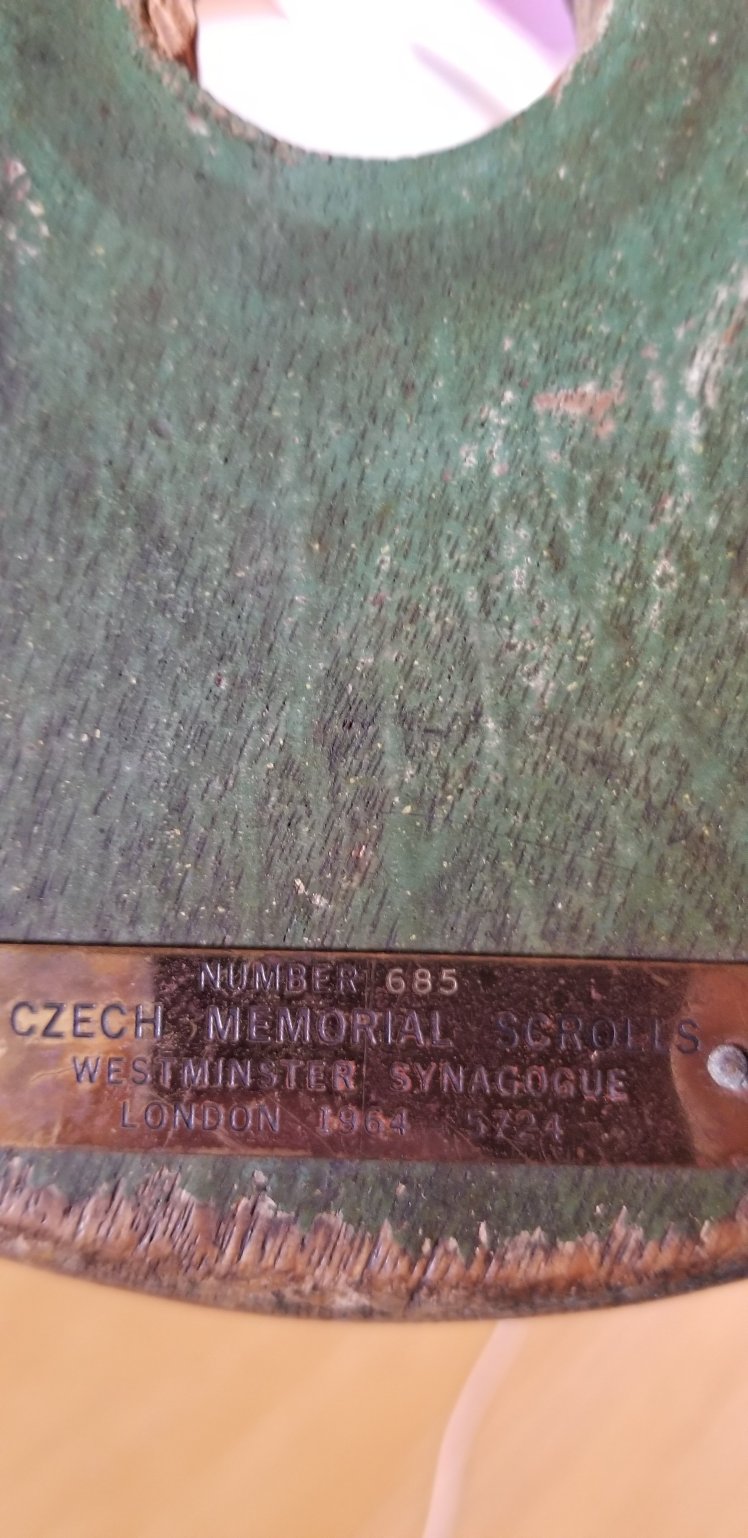 NUMBER 685
CZECH MEMORIAL SCROLLS
WESTMINSTER SYNAGOGUE
LONDON 1964 5724